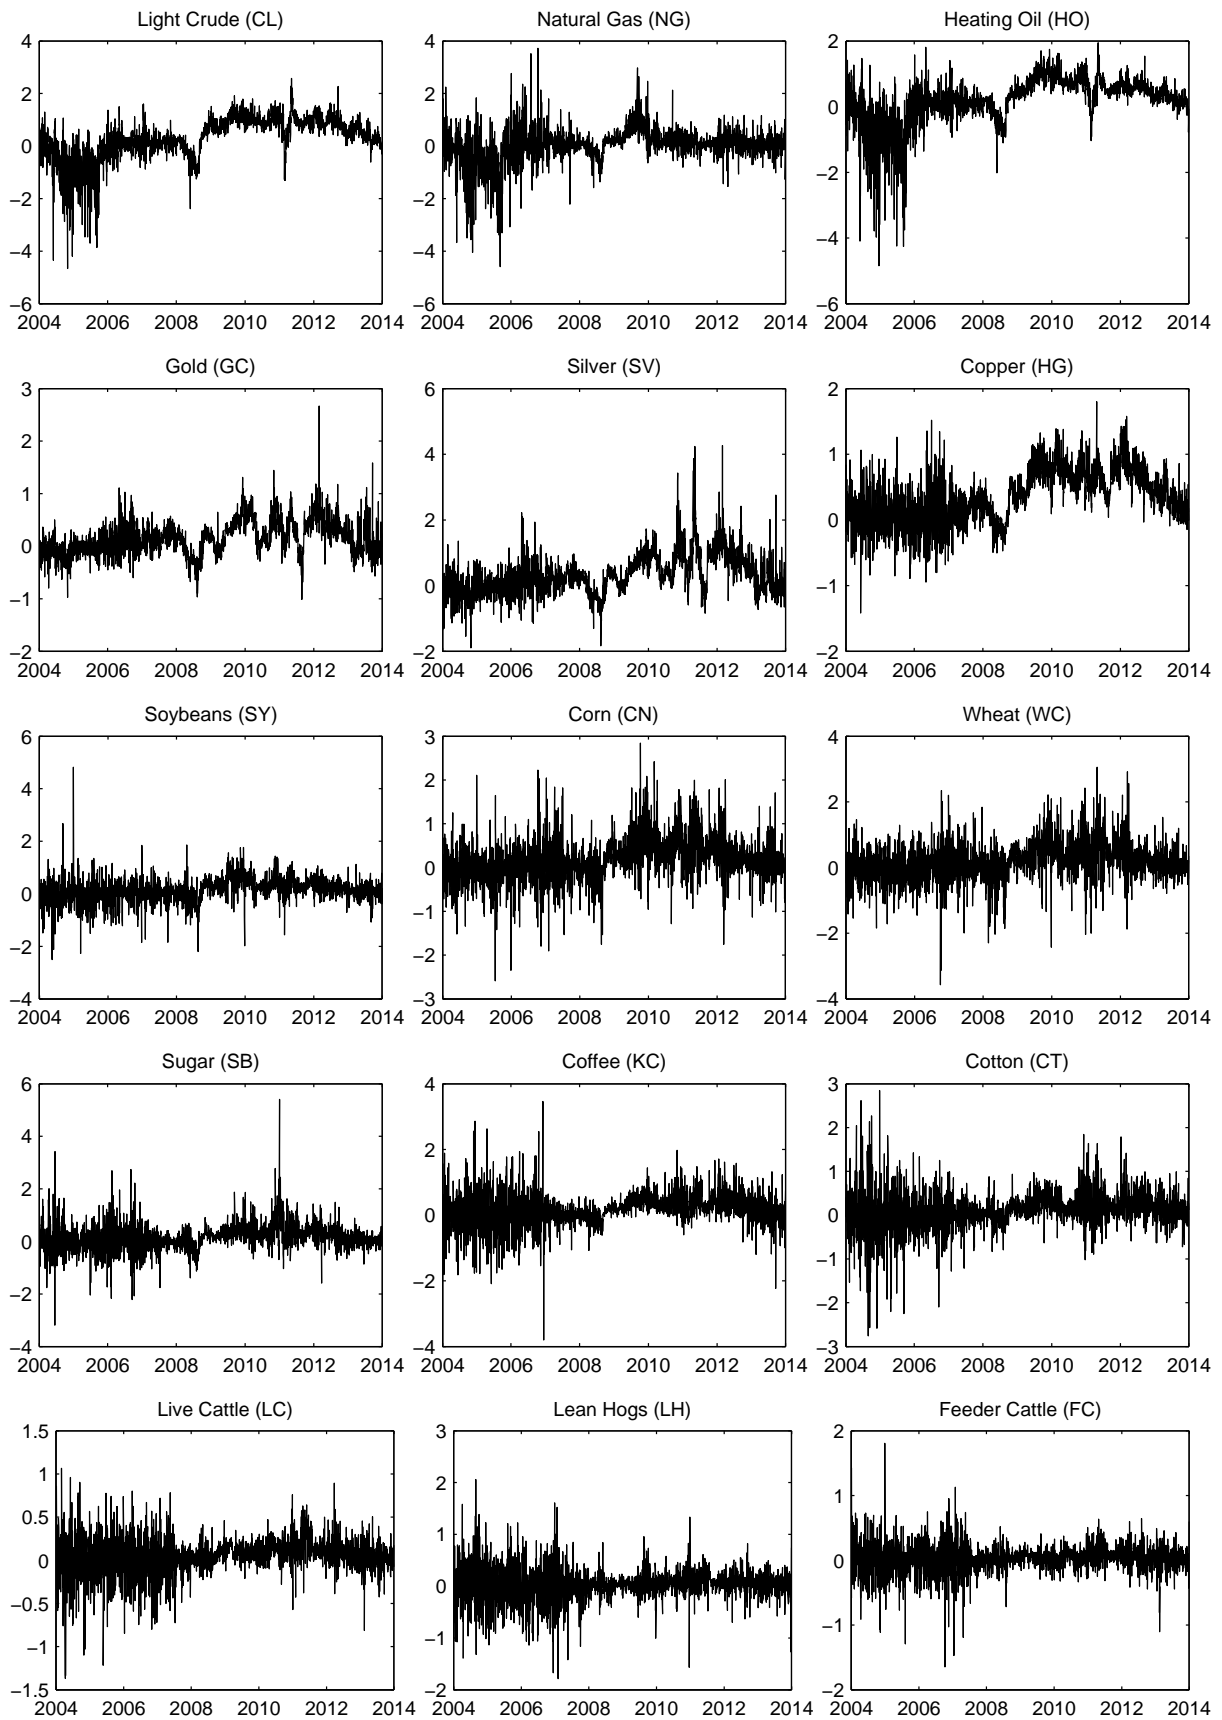 Light Crude (CL) Natural Gas (NG) Heating Oil (HO)
4 4 2
2 2 0
0 0 −2
−2 −2 −4
−4 −4
−6 −6 −6
2004 2006 2008 2010 2012 2014 2004 2006 2008 2010 2012 2014 2004 2006 2008 2010 2012 2014
Gold (GC) Silver (SV) Copper (HG)
3 6 2
2 4 1
1 2 0
0 0 −1
−1
−2 −2 −2
2004 2006 2008 2010 2012 2014 2004 2006 2008 2010 2012 2014 2004 2006 2008 2010 2012 2014
Soybeans (SY) Corn (CN) Wheat (WC)
6 3 4
4 2 2
2 1 0
0 0 −2
−2 −1
−2
−4 −3 −4
2004 2006 2008 2010 2012 2014 2004 2006 2008 2010 2012 2014 2004 2006 2008 2010 2012 2014
Sugar (SB) Coffee (KC) Cotton (CT)
6 4 3
4 2 2
2 0 1
0 −2 0
−2 −1
−2
−4 −4 −3
2004 2006 2008 2010 2012 2014 2004 2006 2008 2010 2012 2014 2004 2006 2008 2010 2012 2014
Live Cattle (LC) Lean Hogs (LH) Feeder Cattle (FC)
1.5 3 2
1 2 1
0.5 1 0
0 0 −1
−0.5 −1
−1
−1.5 −2 −2
2004 2006 2008 2010 2012 2014 2004 2006 2008 2010 2012 2014 2004 2006 2008 2010 2012 2014